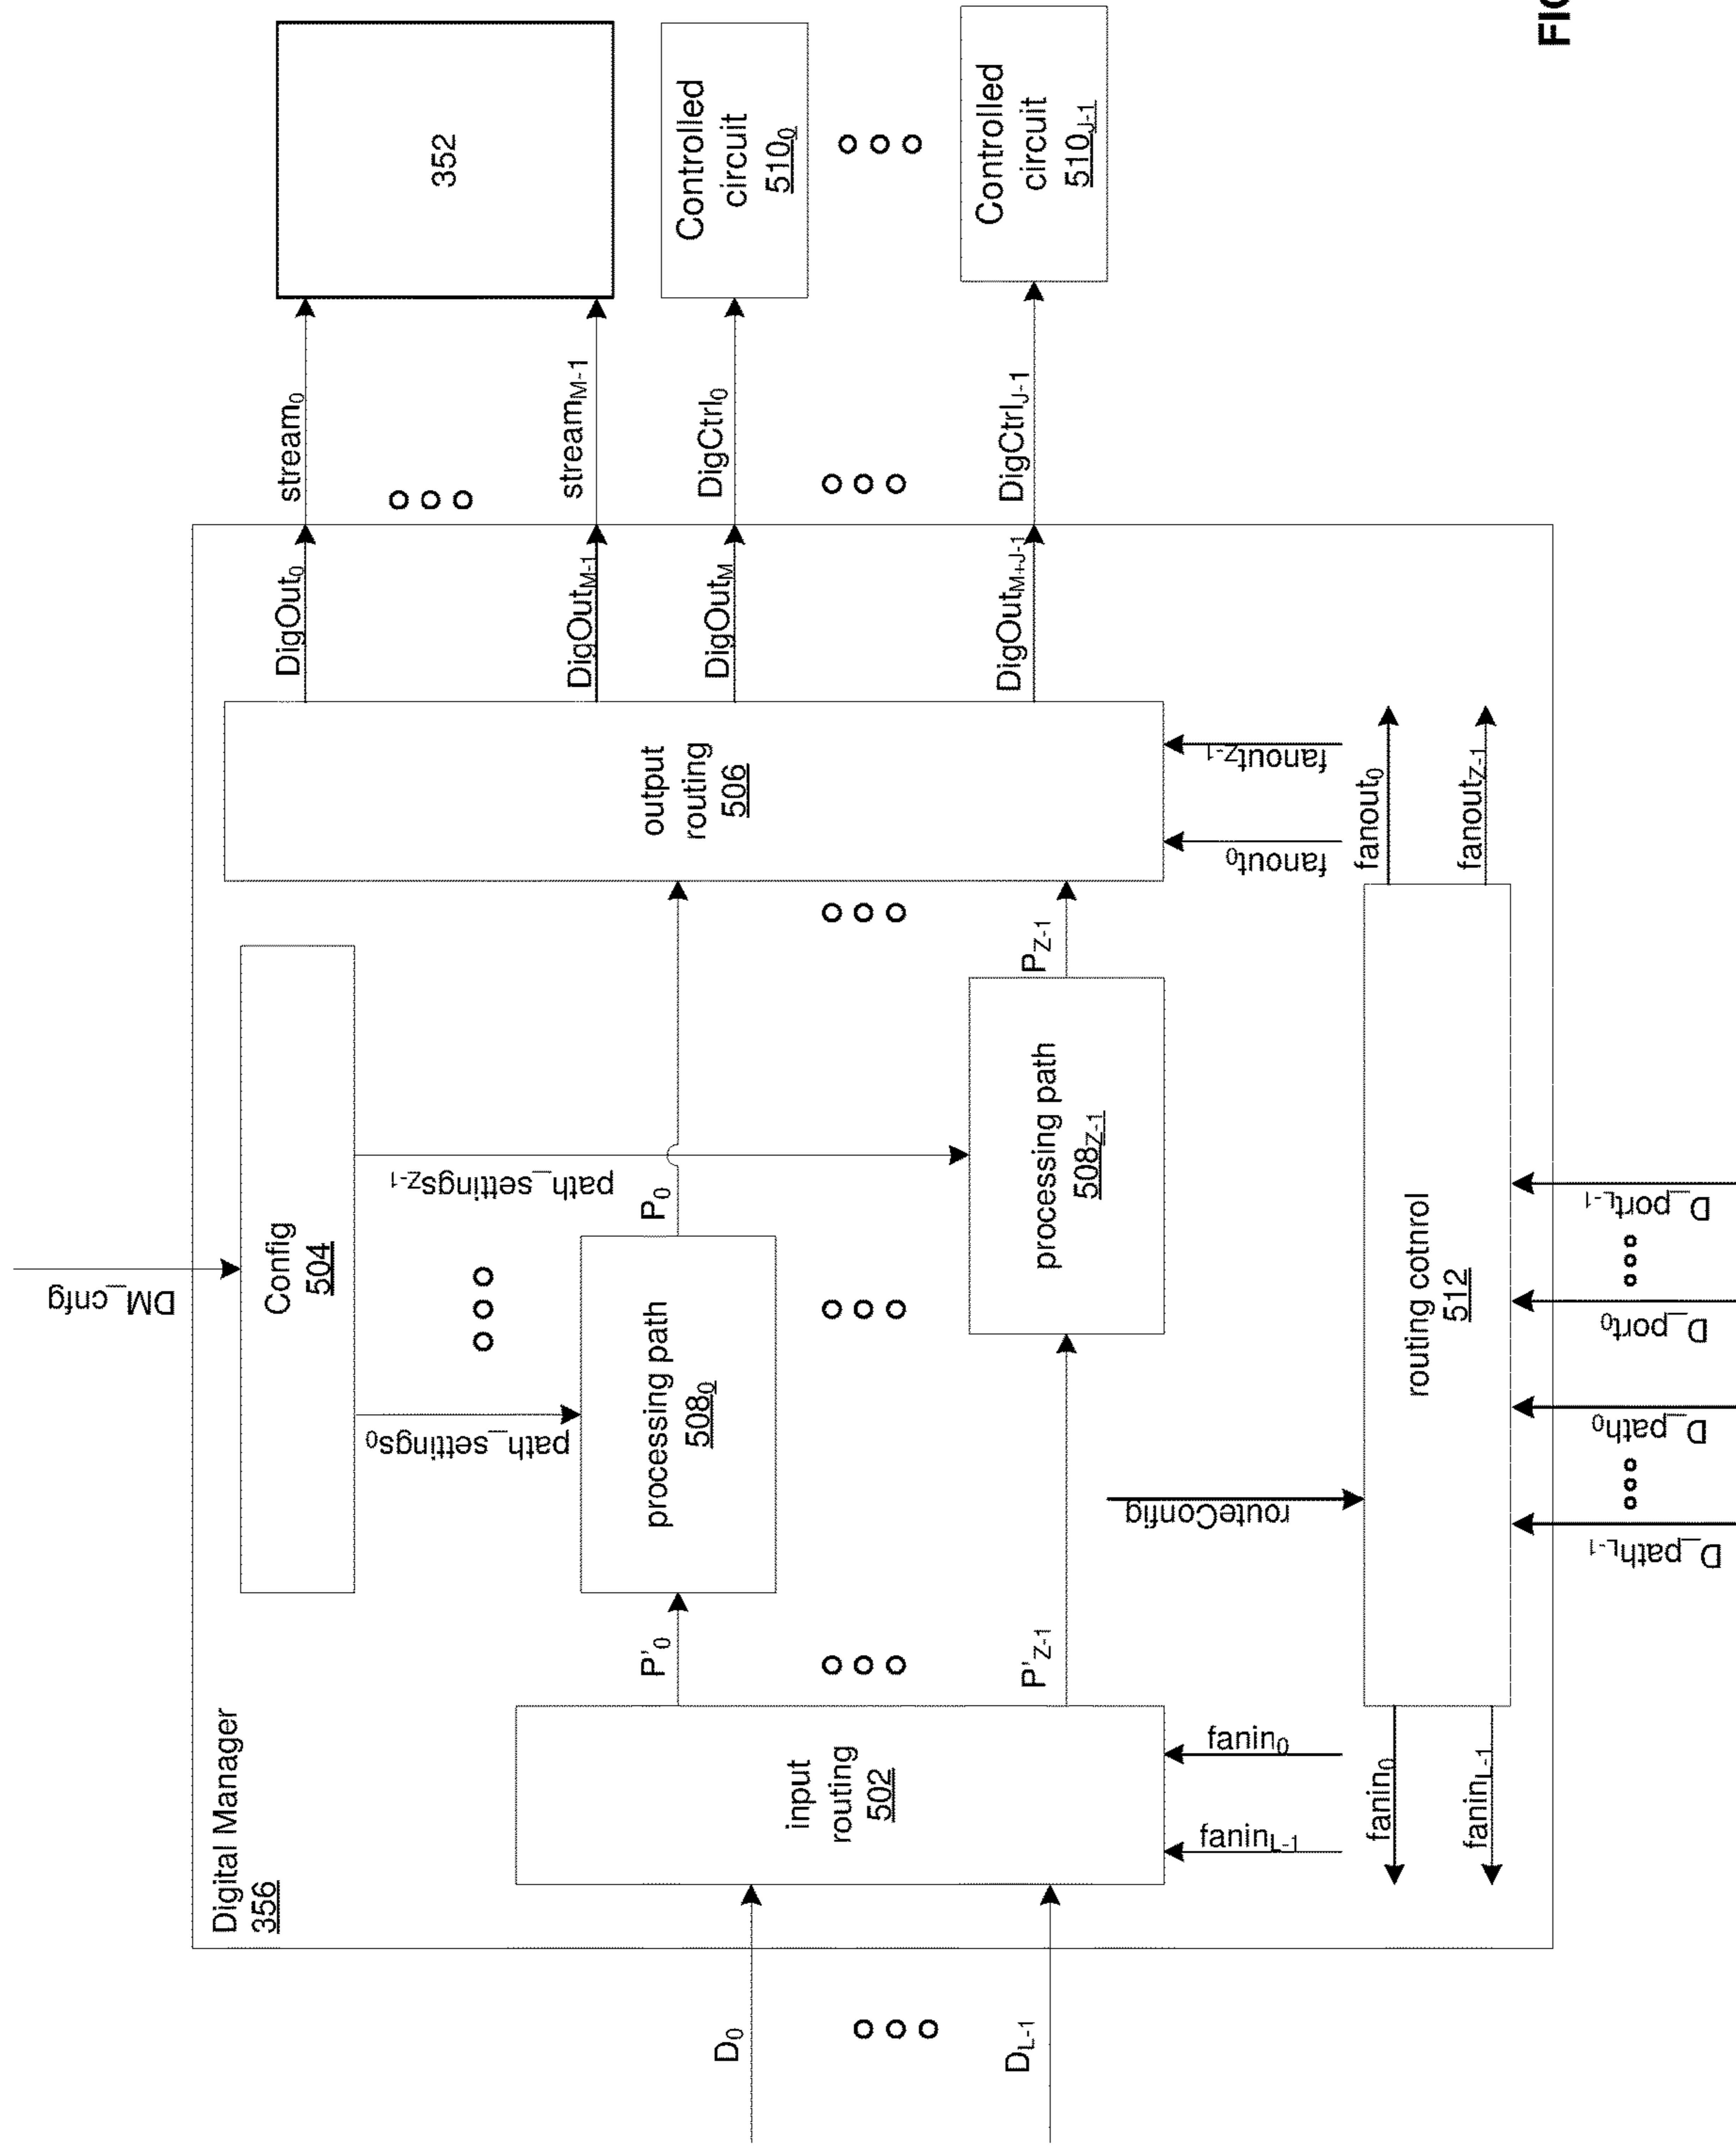 Digital Manager
356
DM_cnfg
Config
504
path_settings0
path_settingsZ-1
D0
DL-1
input
routing
502
P'0
P'Z-1
processing path
5080
processing path
508Z-1
P0
PZ-1
output
routing
506
DigOut0
DigOutM-1
DigOutM
DigOutM+J-1
stream0
streamM-1
DigCtrl0
DigCtrlJ-1
352
Controlled
circuit
5100
Controlled
circuit
510J-1
faninL-1
fanin0
fanout0
fanoutZ-1
routeConfig
fanin0
faninL-1
routing cotnrol
512
fanout0
fanoutZ-1
D_pathL-1
D_path0
D_port0
D_portL-1